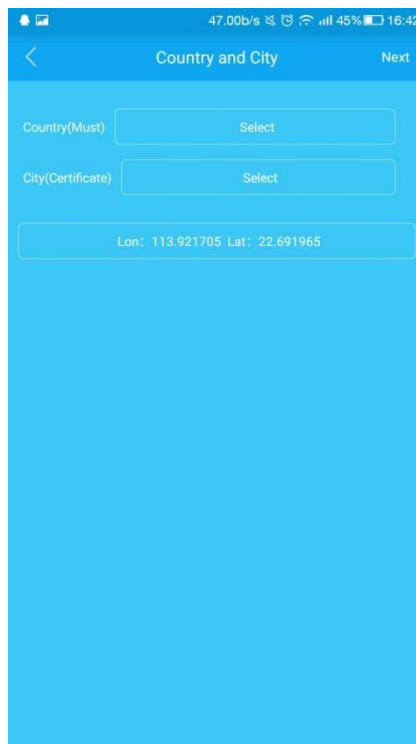 47.00b/s 45% 16:42
Country and City Next
Country(Must) Select
City(Certificate) Select
Lon: 113.921705 Lat: 22.691965